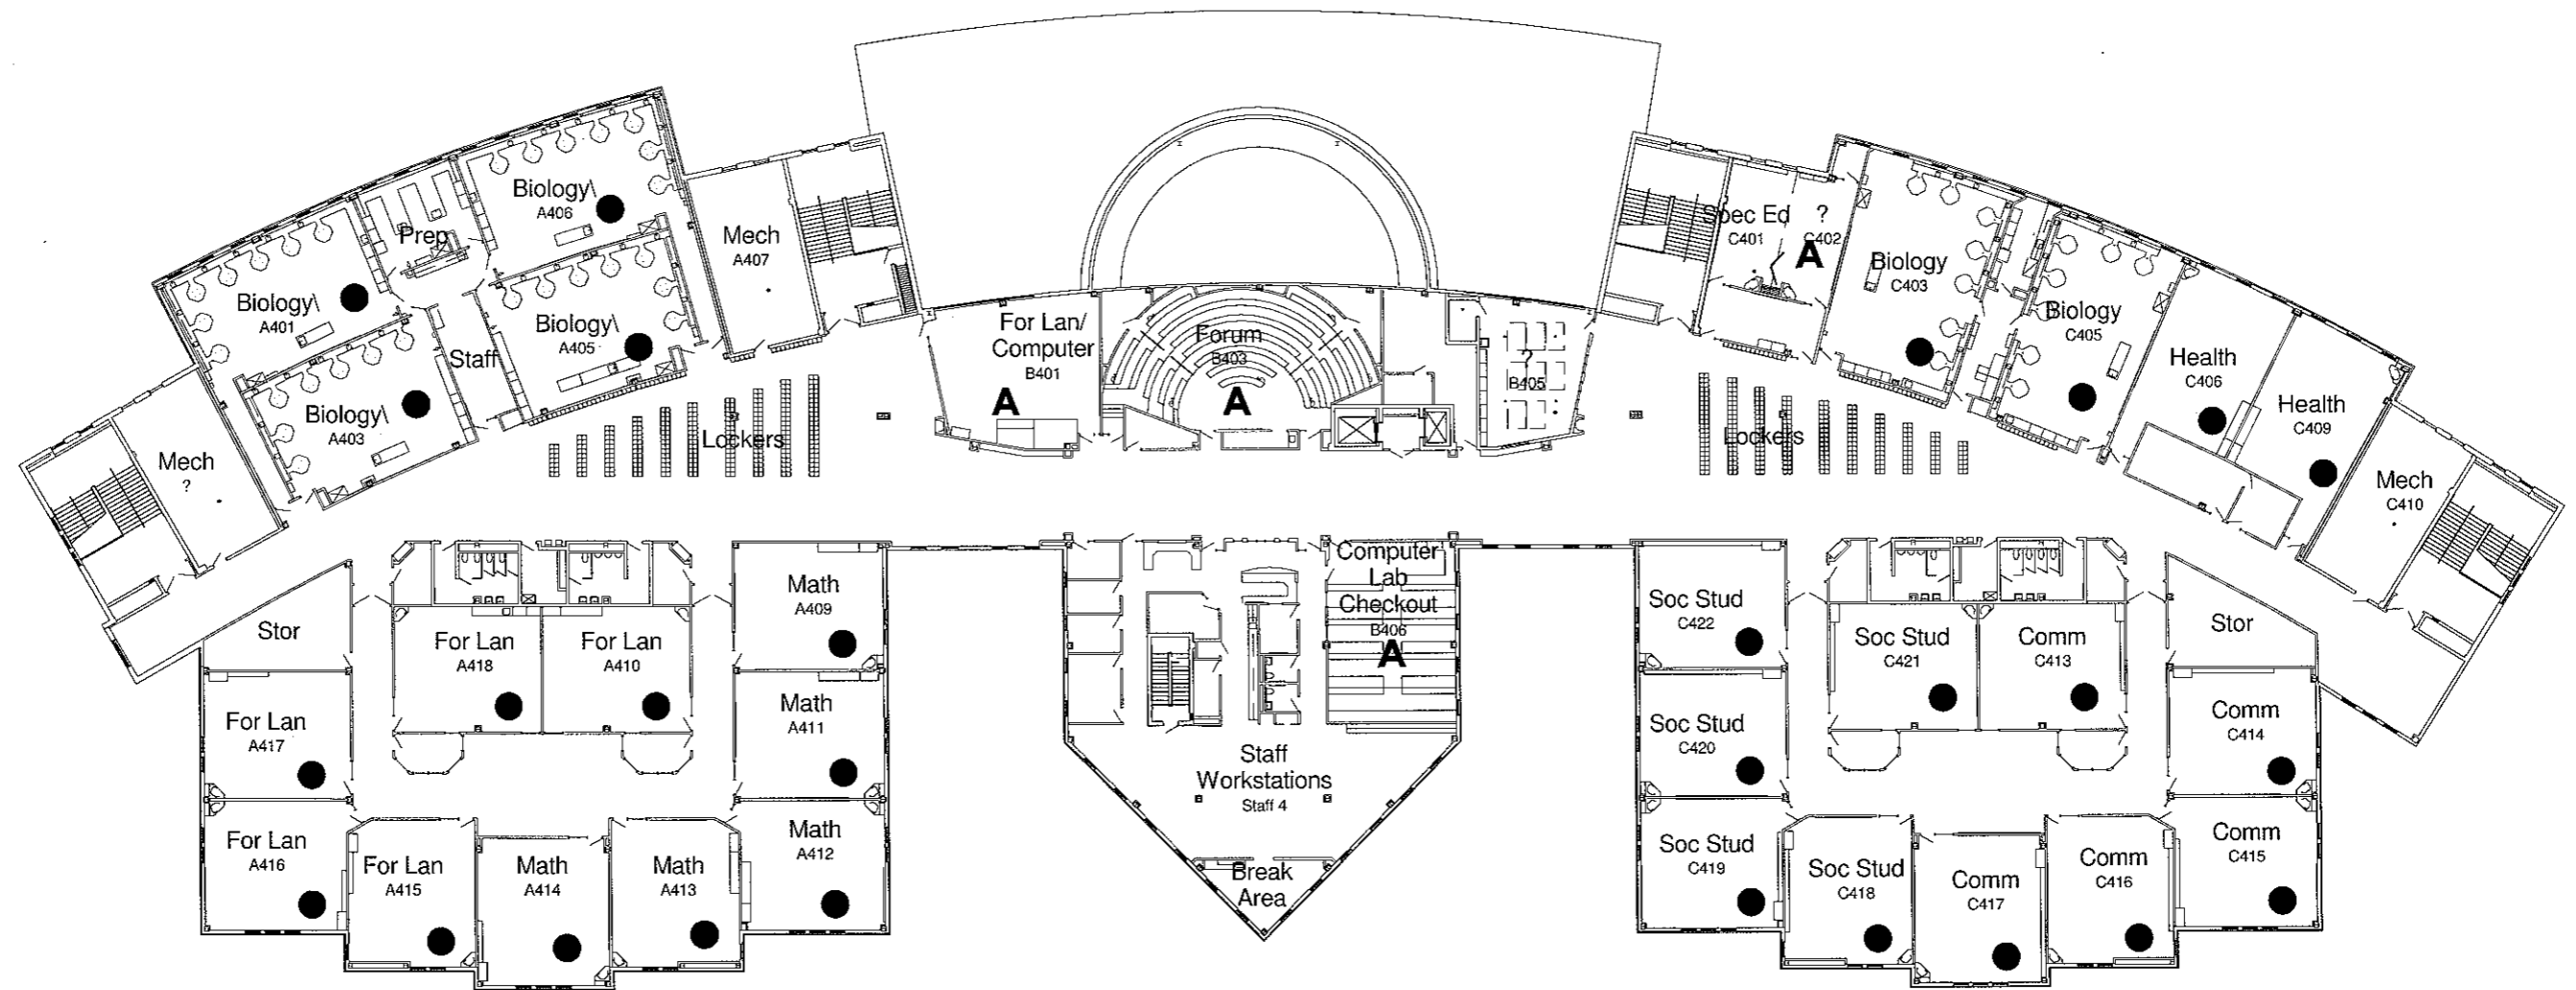 Biology\
A406
Prep
Biology\
A401
Biology\
A405
Staff
Biology\
A403
Mech
?
Mech
A407
Lockers
For Lan/
Computer
B401
A
Forum
B403
A
?
B405
Spec Ed
C401
?
C402
A
Biology
C403
Biology
C405
Health
C406
Health
C409
Mech
C410
Lockers
Stor
For Lan
A418
For Lan
A410
Math
A409
For Lan
A417
Math
A411
For Lan
A416
For Lan
A415
Math
A414
Math
A413
Math
A412
Computer
Lab
Checkout
B406
A
Staff
Workstations
Staff 4
Break
Area
Soc Stud
C422
Soc Stud
C421
Comm
C413
Stor
Soc Stud
C420
Comm
C414
Soc Stud
C419
Soc Stud
C418
Comm
C417
Comm
C416
Comm
C415